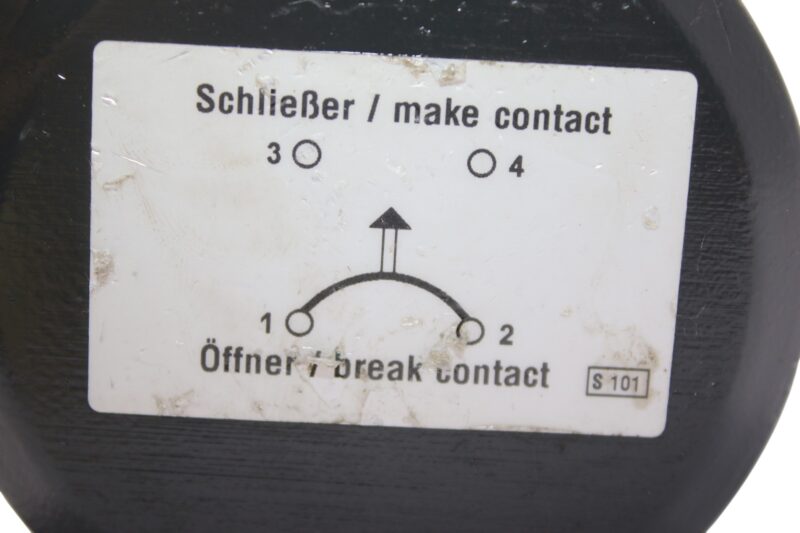 Schließer / make contact
3 4
1 2
Öffner / break contact
S 101